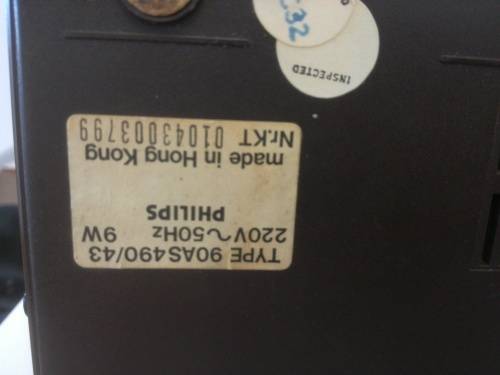 TYPE 90AS490/43
220V~50Hz 9W
PHILIPS
made in Hong Kong
Nr.KT 01043003799
INSPECTED